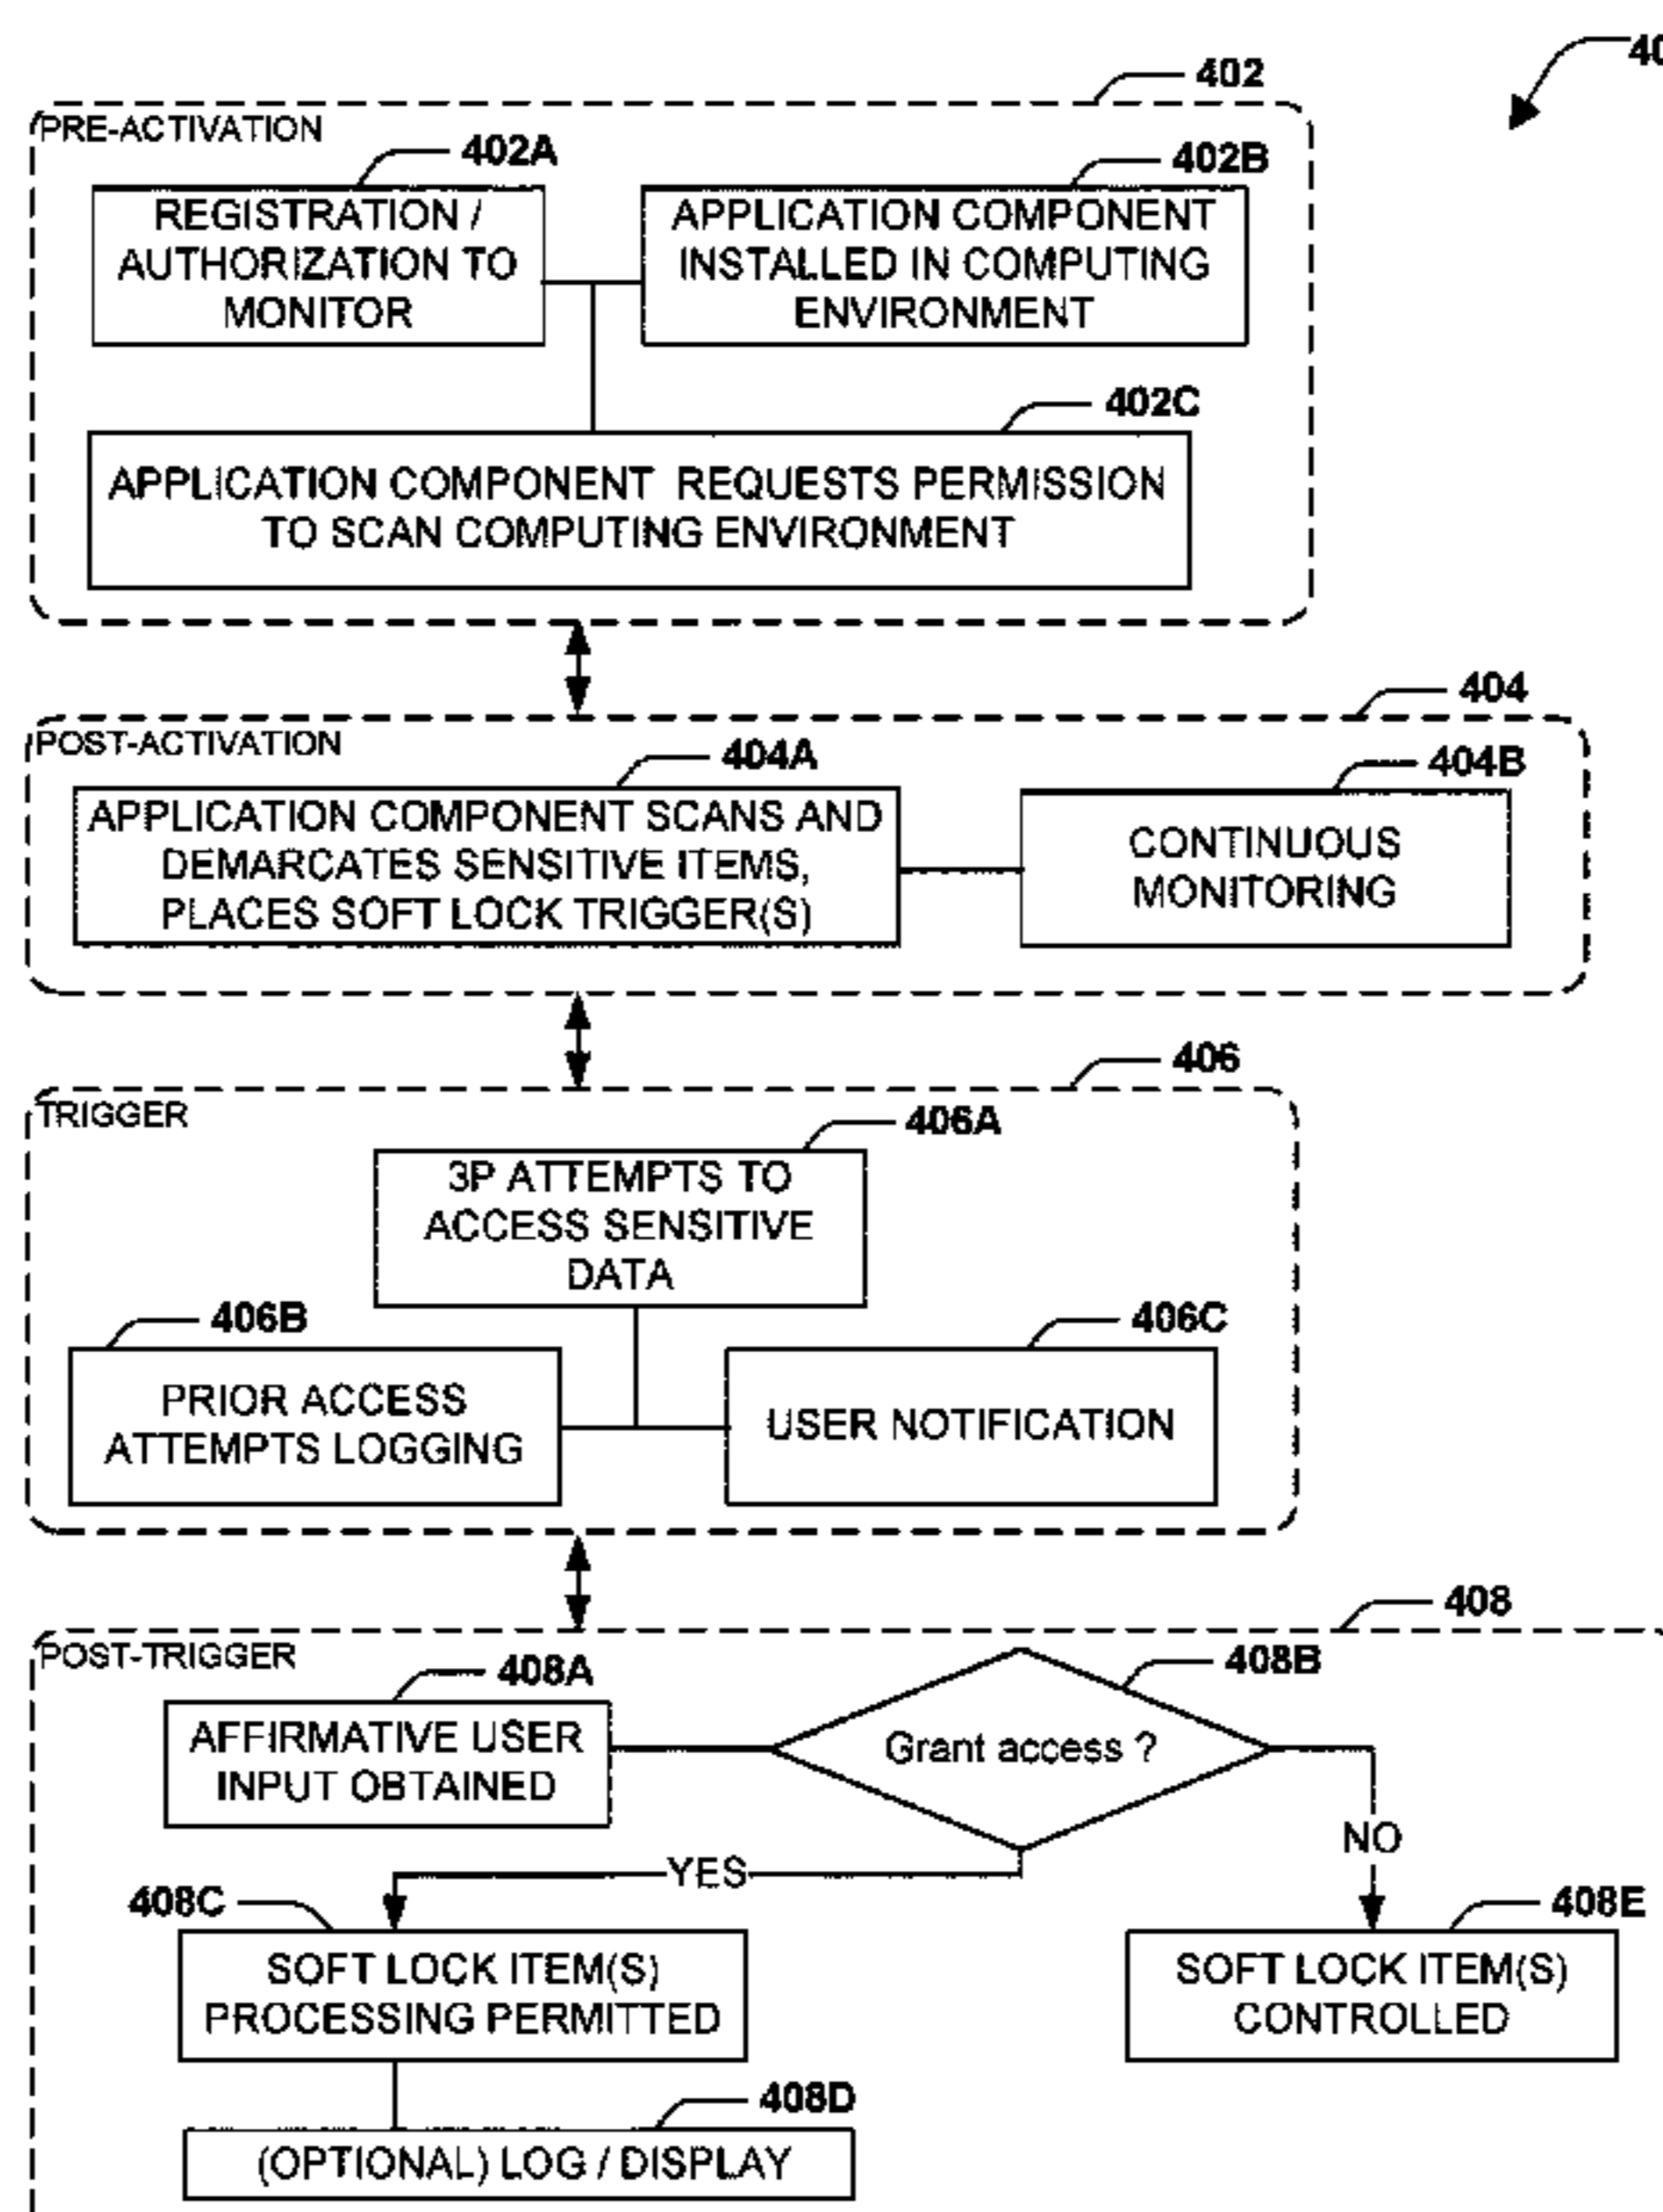 402
PRE-ACTIVATION
402A
402B
REGISTRATION /
AUTHORIZATION TO
MONITOR
APPLICATION COMPONENT
INSTALLED IN COMPUTING
ENVIRONMENT
402C
APPLICATION COMPONENT REQUESTS PERMISSION
TO SCAN COMPUTING ENVIRONMENT
404
POST-ACTIVATION
404A
404B
APPLICATION COMPONENT SCANS AND
DEMARCATES SENSITIVE ITEMS,
PLACES SOFT LOCK TRIGGER(S)
CONTINUOUS
MONITORING
406
TRIGGER
406A
3P ATTEMPTS TO
ACCESS SENSITIVE
DATA
406B
406C
PRIOR ACCESS
ATTEMPTS LOGGING
USER NOTIFICATION
408
POST-TRIGGER
408A
408B
AFFIRMATIVE USER
INPUT OBTAINED
Grant access ?
NO
YES
408C
408E
SOFT LOCK ITEM(S)
PROCESSING PERMITTED
SOFT LOCK ITEM(S)
CONTROLLED
408D
(OPTIONAL) LOG / DISPLAY